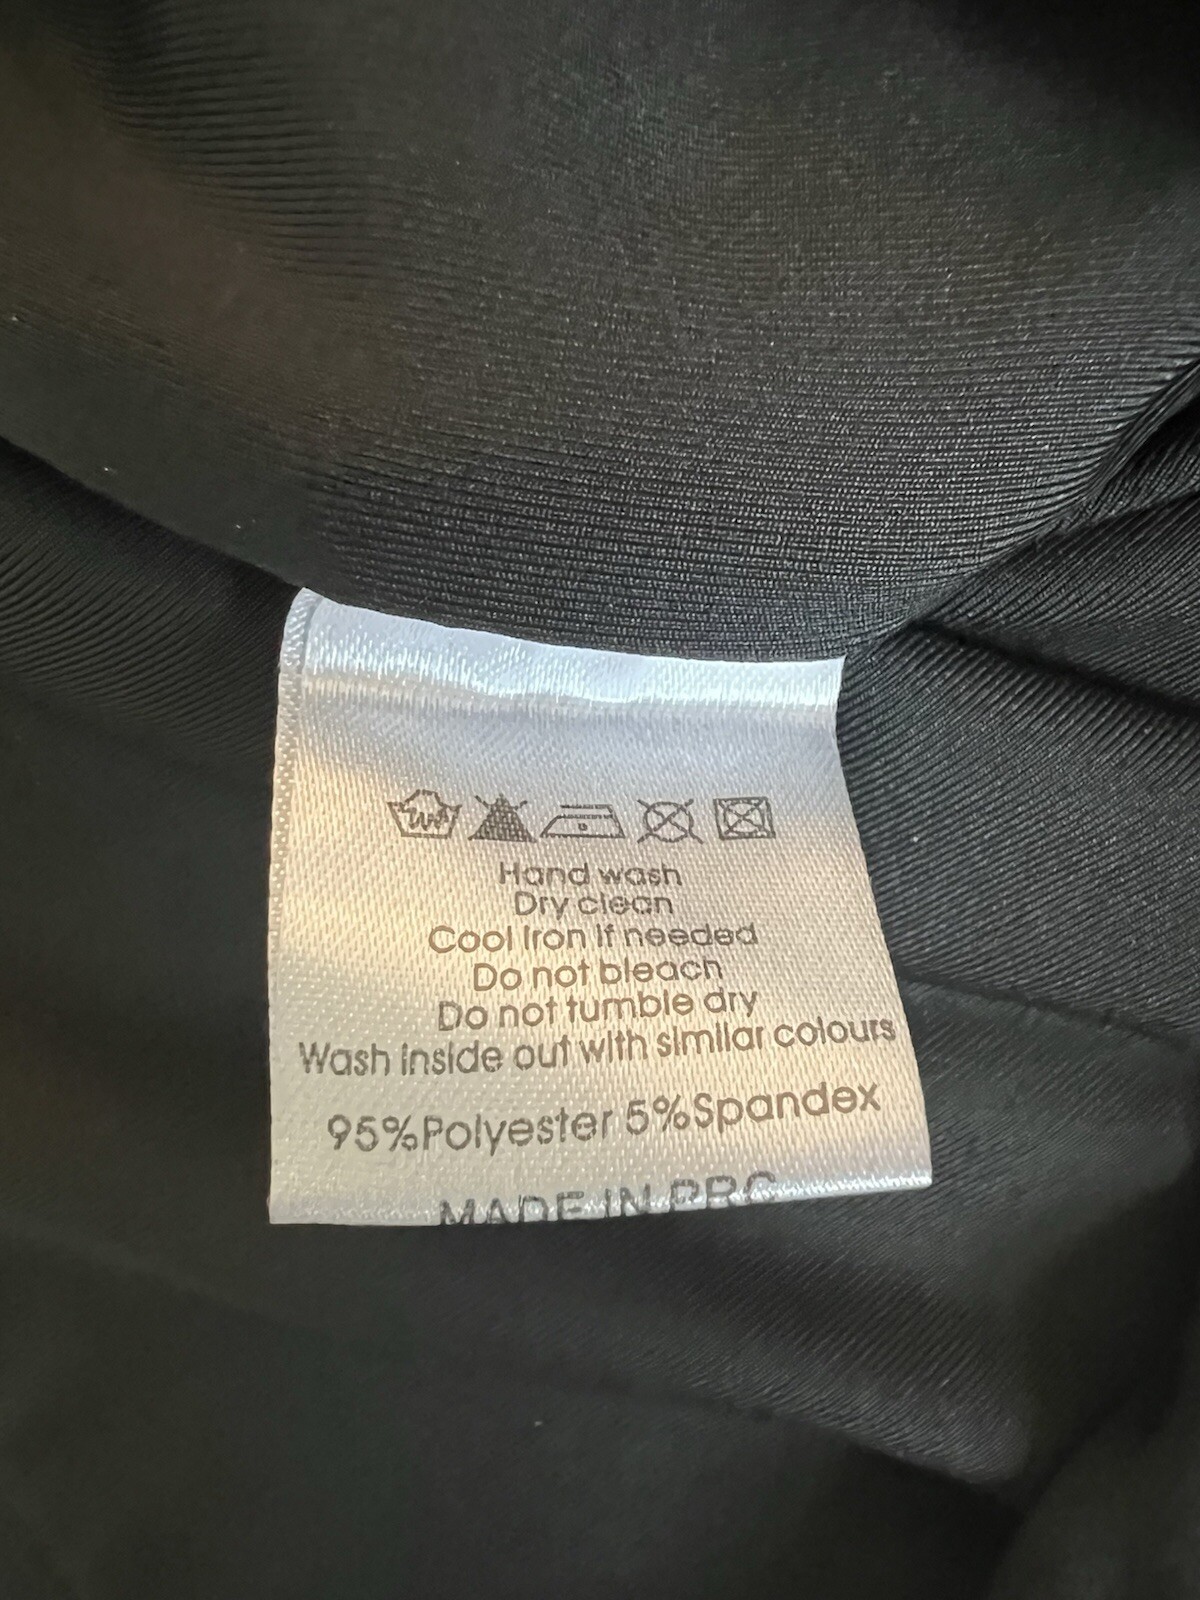 Hand wash
Dry clean
Cool Iron if needed
Do not bleach
Do not tumble dry
Wash inside out with similar colours
95%Polyester 5%Spandex
MADE IN PRC